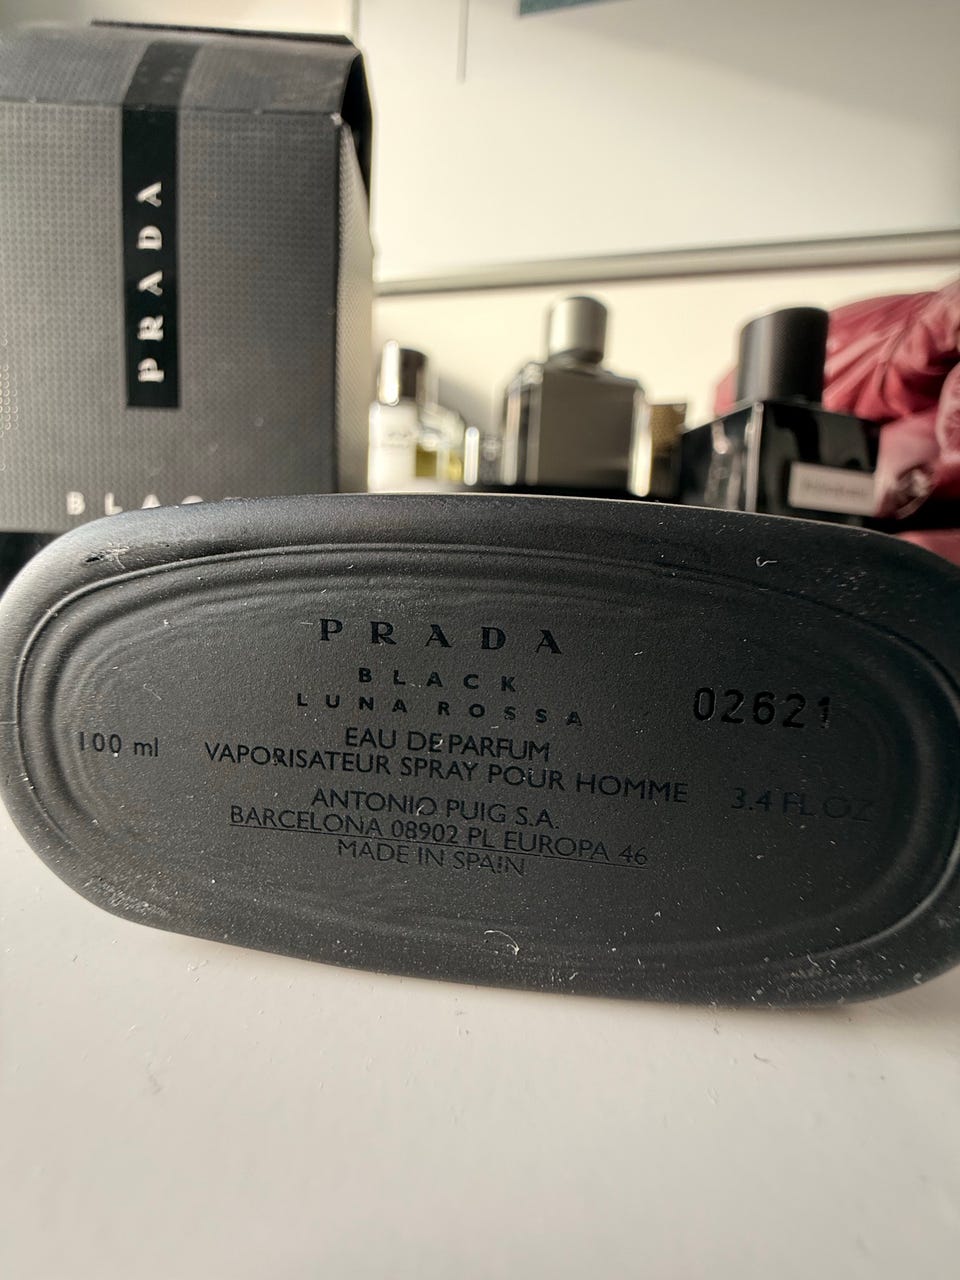 PRADA
BLACK
PRADA
BLACK
LUNA ROSSA
02621
EAU DE PARFUM
100 ml
VAPORISATEUR SPRAY POUR HOMME
3.4 FL OZ
ANTONIO PUIG S.A.
BARCELONA 08902 PL EUROPA 46
MADE IN SPAIN